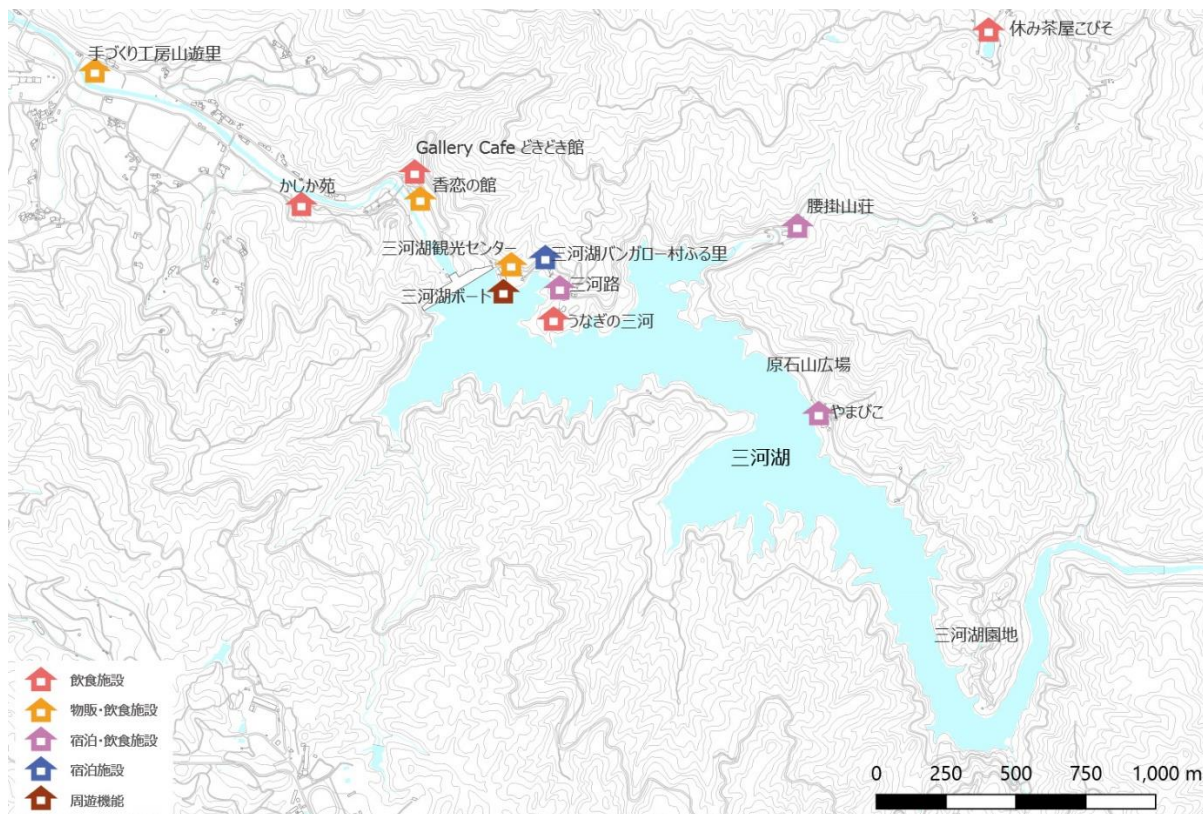 休み茶屋こびそ
手づくり工房山遊里
Gallery Cafe どきどき館
かじか苑
香恋の館
腰掛山荘
三河湖観光センター
三河湖バンガロー村ふる里
三河路
三河湖ボート
うなぎの三河
原石山広場
やまびこ
三河湖
三河湖園地
飲食施設
物販・飲食施設
宿泊・飲食施設
宿泊施設
周遊機能
0 250 500 750 1,000 m